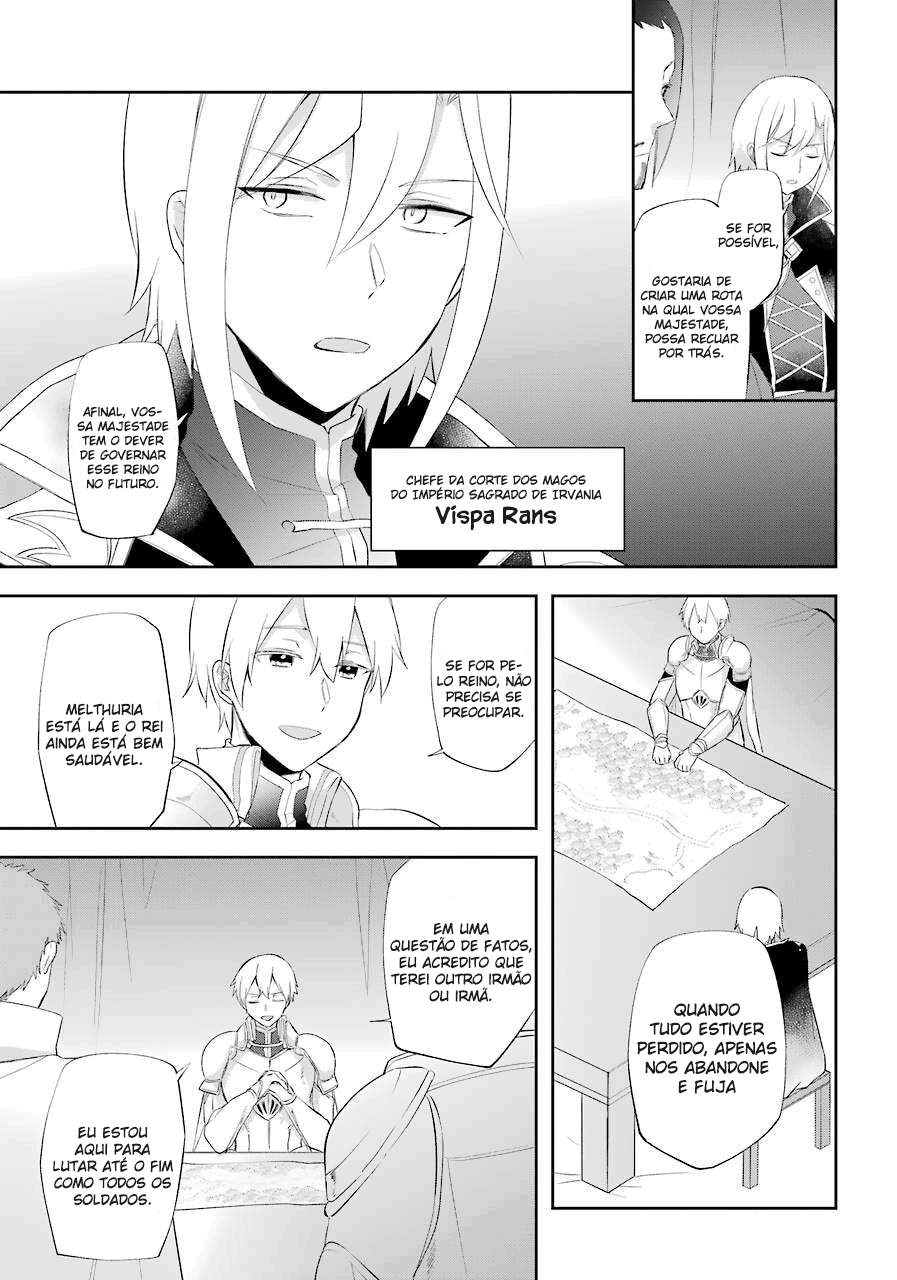 SE FOR
POSSÍVEL,
GOSTARIA DE
CRIAR UMA ROTA
NA QUAL VOSSA
MAJESTADE,
POSSA RECUAR
POR TRÁS.
AFINAL, VOS-
SA MAJESTADE
TEM O DEVER
DE GOVERNAR
ESSE REINO
NO FUTURO.
CHEFE DA CORTE DOS MAGOS
DO IMPÉRIO SAGRADO DE IRVANIA
Vispa Rans
QUANDO
TUDO ESTIVER
PERDIDO, APENAS
NOS ABANDONE
E FUJA
SE FOR PE-
LO REINO, NÃO
PRECISA SE
PREOCUPAR.
MELTHURIA
ESTÁ LÁ E O REI
AINDA ESTÁ BEM
SAUDÁVEL.
EM UMA
QUESTÃO DE FATOS,
EU ACREDITO QUE
TEREI OUTRO IRMÃO
OU IRMÃ.
EU ESTOU
AQUI PARA
LUTAR ATÉ O FIM
COMO TODOS OS
SOLDADOS.